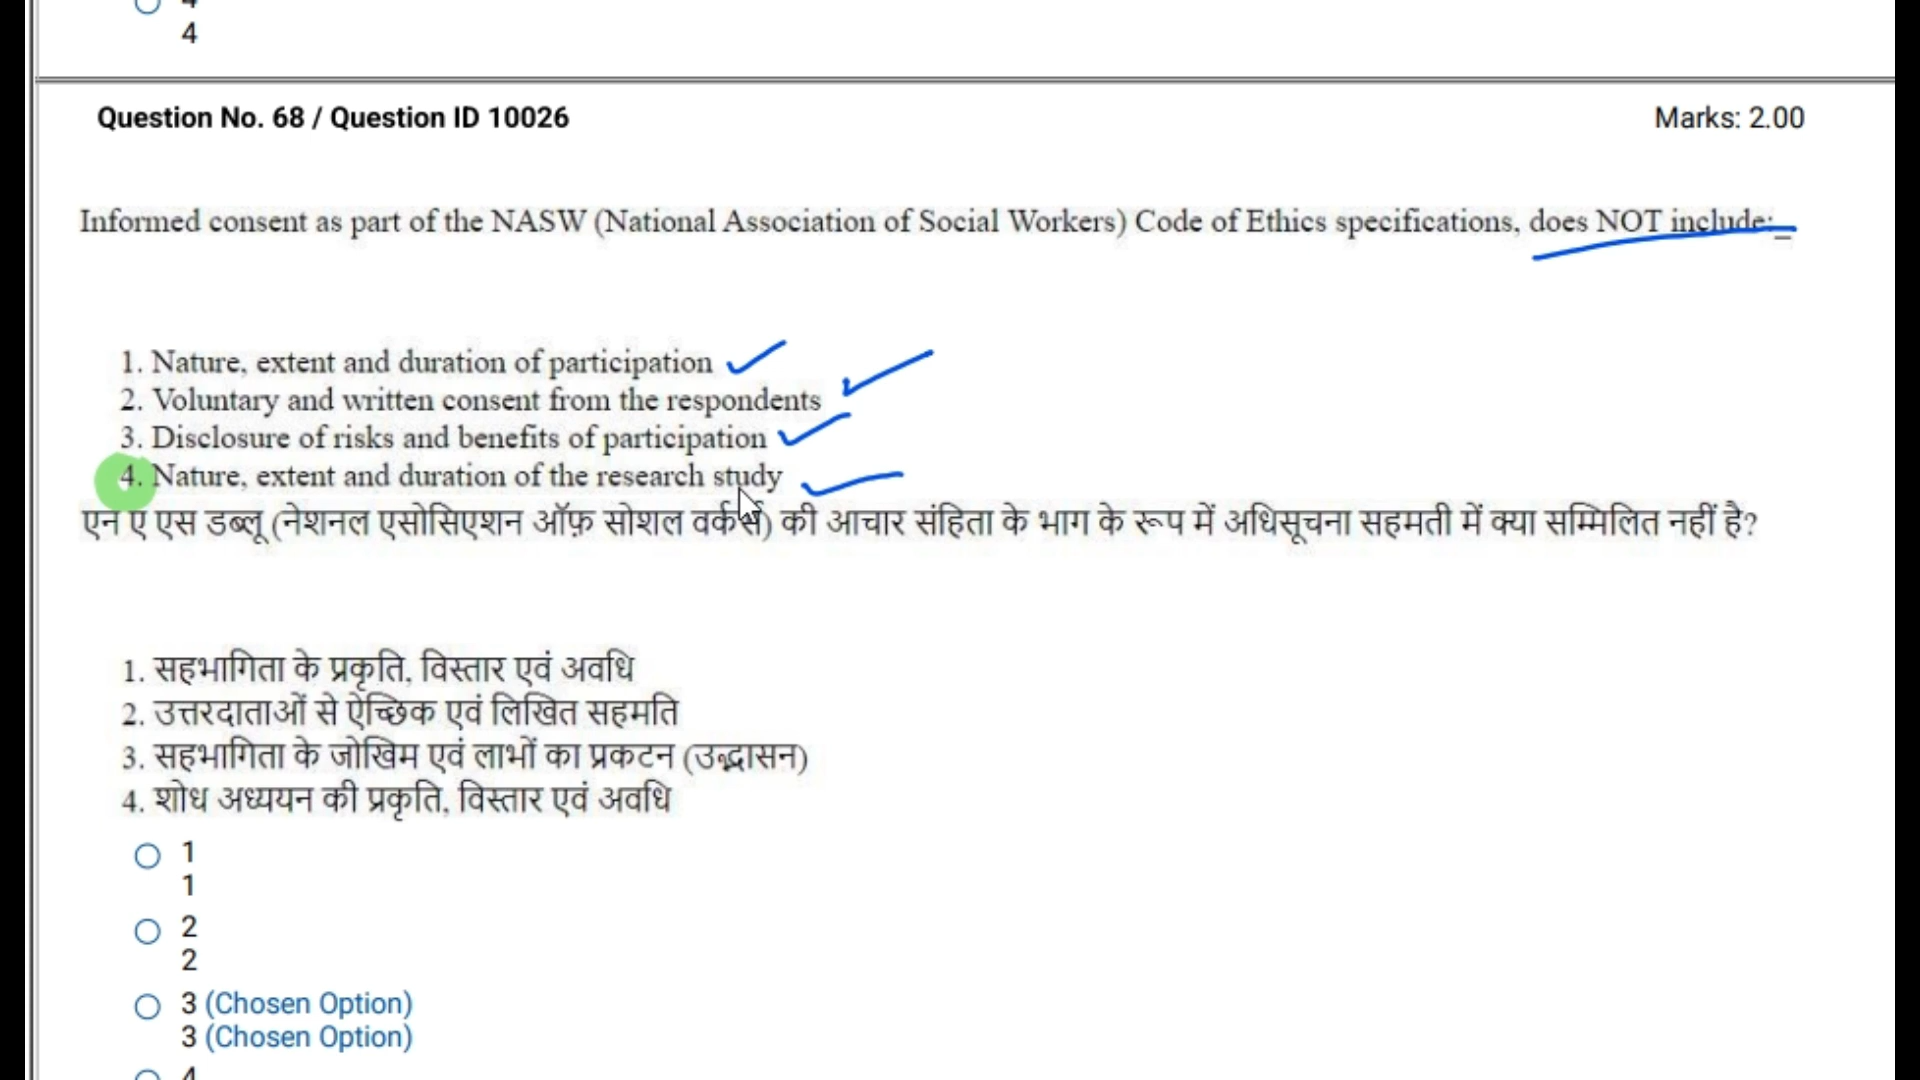 4
4
Question No. 68 / Question ID 10026 Marks: 2.00
Informed consent as part of the NASW (National Association of Social Workers) Code of Ethics specifications, does NOT include:_
1. Nature, extent and duration of participation
2. Voluntary and written consent from the respondents
3. Disclosure of risks and benefits of participation
4. Nature, extent and duration of the research study
एन ए एस डब्लू (नेशनल एसोसिएशन ऑफ़ सोशल वर्कर्स) की आचार संहिता के भाग के रूप में अधिसूचना सहमती में क्या सम्मिलित नहीं है?
1. सहभागिता के प्रकृति, विस्तार एवं अवधि
2. उत्तरदाताओं से ऐच्छिक एवं लिखित सहमति
3. सहभागिता के जोखिम एवं लाभों का प्रकटन (उद्भासन)
4. शोध अध्ययन की प्रकृति, विस्तार एवं अवधि
1
1
2
2
3 (Chosen Option)
3 (Chosen Option)
4